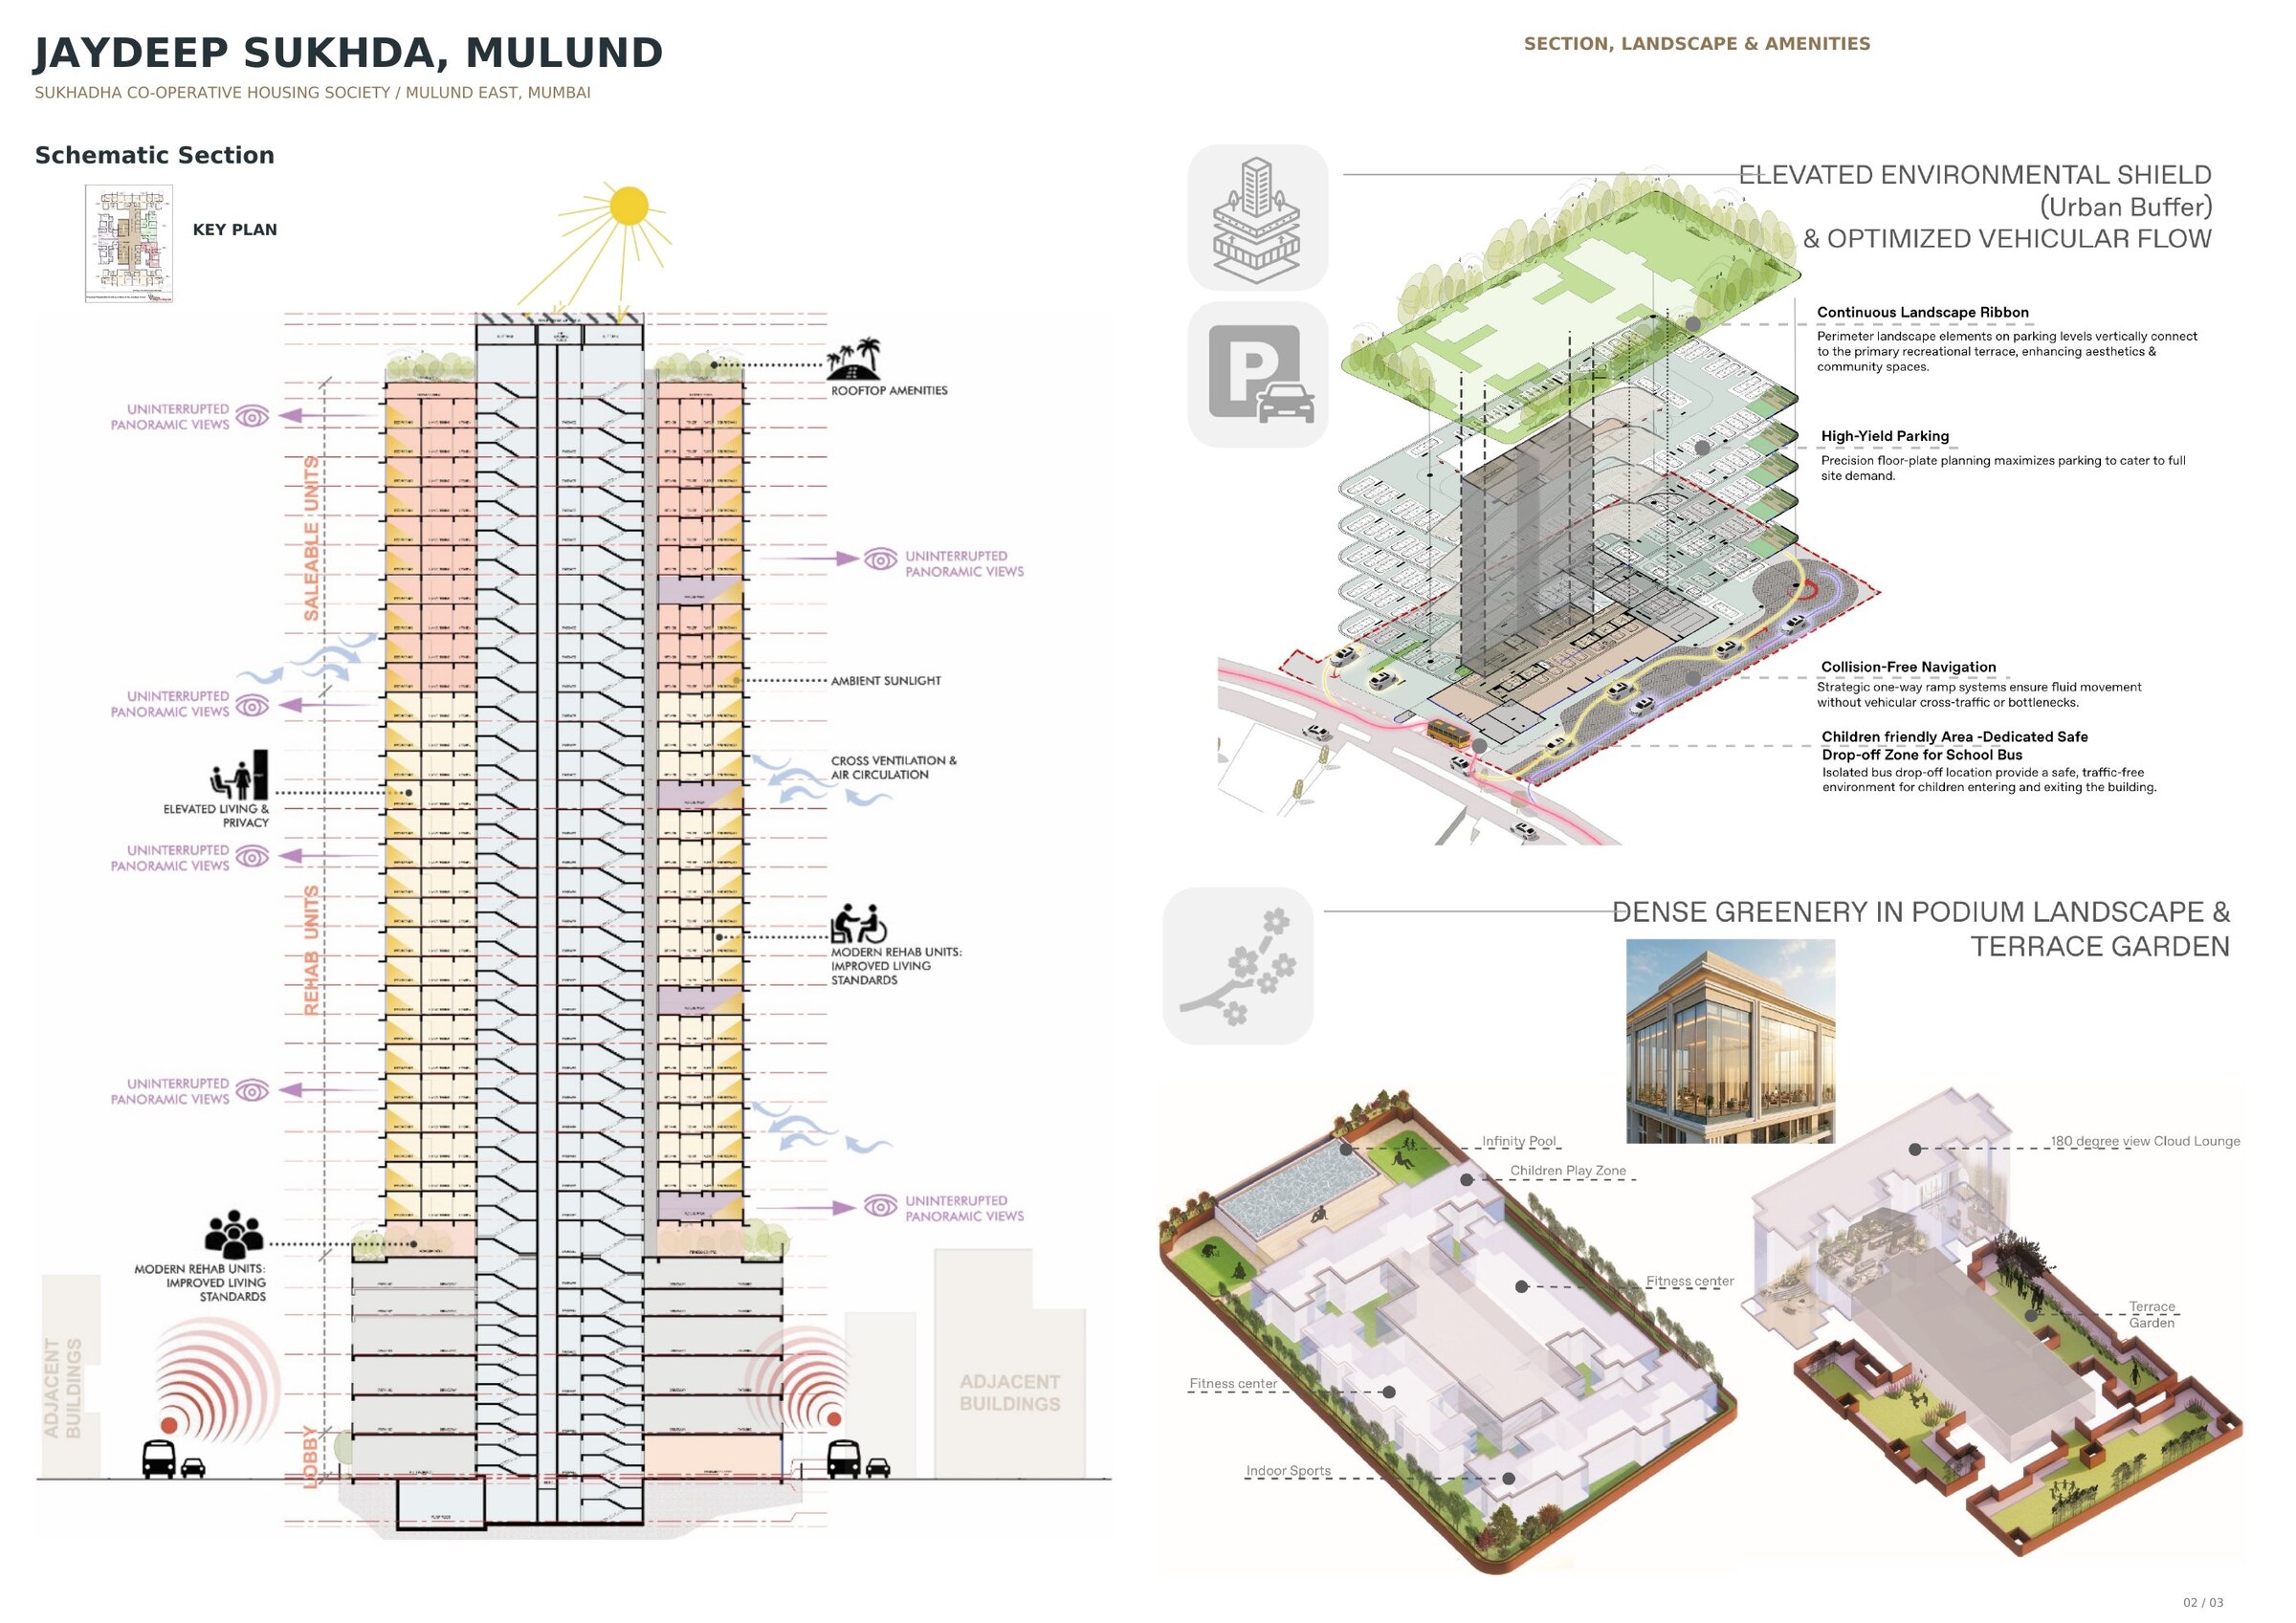 JAYDEEP SUKHDA, MULUND
SUKHADHA CO-OPERATIVE HOUSING SOCIETY / MULUND EAST, MUMBAI
SECTION, LANDSCAPE & AMENITIES
Schematic Section
KEY PLAN
ROOFTOP AMENITIES
UNINTERRUPTED
PANORAMIC VIEWS
SALEABLE UNITS
UNINTERRUPTED
PANORAMIC VIEWS
AMBIENT SUNLIGHT
UNINTERRUPTED
PANORAMIC VIEWS
CROSS VENTILATION &
AIR CIRCULATION
ELEVATED LIVING &
PRIVACY
UNINTERRUPTED
PANORAMIC VIEWS
REHAB UNITS
MODERN REHAB UNITS:
IMPROVED LIVING
STANDARDS
UNINTERRUPTED
PANORAMIC VIEWS
UNINTERRUPTED
PANORAMIC VIEWS
MODERN REHAB UNITS:
IMPROVED LIVING
STANDARDS
ADJACENT
BUILDINGS
LOBBY
ADJACENT
BUILDINGS
ELEVATED ENVIRONMENTAL SHIELD
(Urban Buffer)
& OPTIMIZED VEHICULAR FLOW
P
Continuous Landscape Ribbon
Perimeter landscape elements on parking levels vertically connect
to the primary recreational terrace, enhancing aesthetics &
community spaces.
High-Yield Parking
Precision floor-plate planning maximizes parking to cater to full
site demand.
Collision-Free Navigation
Strategic one-way ramp systems ensure fluid movement
without vehicular cross-traffic or bottlenecks.
Children friendly Area -Dedicated Safe
Drop-off Zone for School Bus
Isolated bus drop-off location provide a safe, traffic-free
environment for children entering and exiting the building.
DENSE GREENERY IN PODIUM LANDSCAPE &
TERRACE GARDEN
Infinity Pool
Children Play Zone
Fitness center
Fitness center
Indoor Sports
180 degree view Cloud Lounge
Terrace
Garden
02 / 03